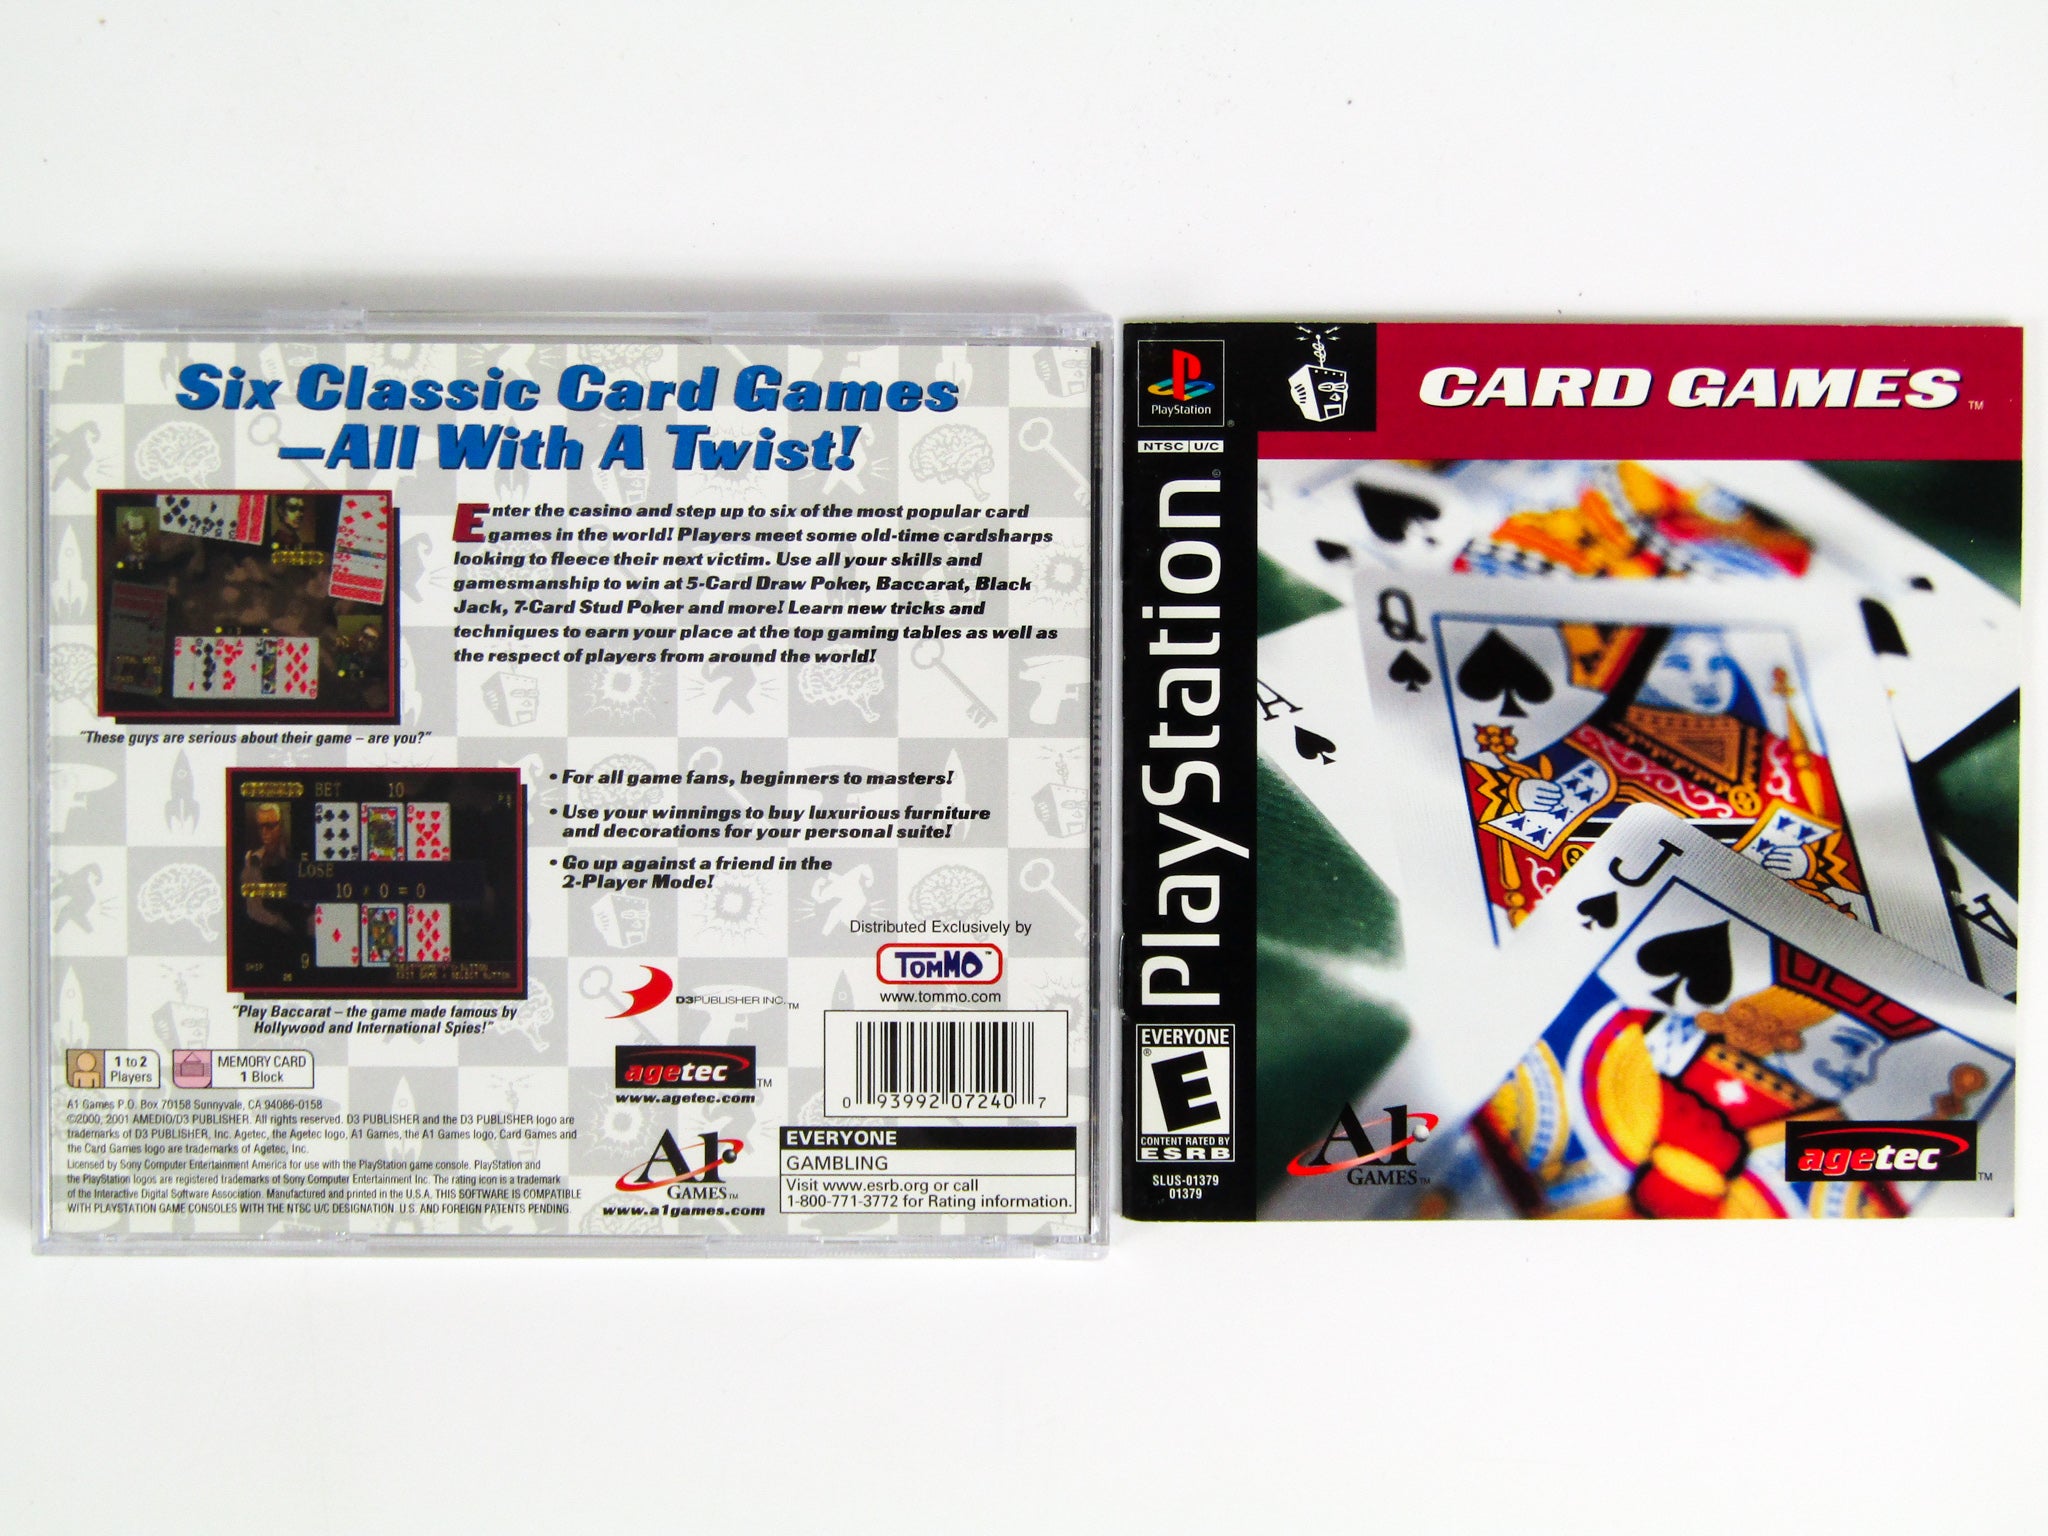 Six Classic Card Games
–All With A Twist!
Enter the casino and step up to six of the most popular card
games in the world! Players meet some old-time cardsharps
looking to fleece their next victim. Use all your skills and
gamesmanship to win at 5-Card Draw Poker, Baccarat, Black
Jack, 7-Card Stud Poker and more! Learn new tricks and
techniques to earn your place at the top gaming tables as well as
the respect of players from around the world!
"These guys are serious about their game – are you?"
BET 10
LOSE
10 × 0 = 0
9
"Play Baccarat – the game made famous by
Hollywood and International Spies!"
• For all game fans, beginners to masters!
• Use your winnings to buy luxurious furniture
and decorations for your personal suite!
• Go up against a friend in the
2-Player Mode!
Distributed Exclusively by
TOMMO™
www.tommo.com
D3PUBLISHER INC.™
agetec™
www.agetec.com
0 93992 07240 7
1 to 2
Players
MEMORY CARD
1 Block
A1 Games P.O. Box 70158 Sunnyvale, CA 94086-0158
©2000, 2001 AMEDIO/D3 PUBLISHER. All rights reserved. D3 PUBLISHER and the D3 PUBLISHER logo are
trademarks of D3 PUBLISHER, Inc. Agetec, the Agetec logo, A1 Games, the A1 Games logo, Card Games and
the Card Games logo are trademarks of Agetec, Inc.
Licensed by Sony Computer Entertainment America for use with the PlayStation game console. PlayStation and
the PlayStation logos are registered trademarks of Sony Computer Entertainment Inc. The rating icon is a trademark
of the Interactive Digital Software Association. Manufactured and printed in the U.S.A. THIS SOFTWARE IS COMPATIBLE
WITH PLAYSTATION GAME CONSOLES WITH THE NTSC U/C DESIGNATION. U.S. AND FOREIGN PATENTS PENDING.
A1
GAMES™
www.a1games.com
EVERYONE
GAMBLING
Visit www.esrb.org or call
1-800-771-3772 for Rating information.
PlayStation®
NTSC U/C
PlayStation©
CARD GAMES™
Q
A
J
A
EVERYONE
E®
CONTENT RATED BY
ESRB
SLUS-01379
01379
A1
GAMES™
agetec™